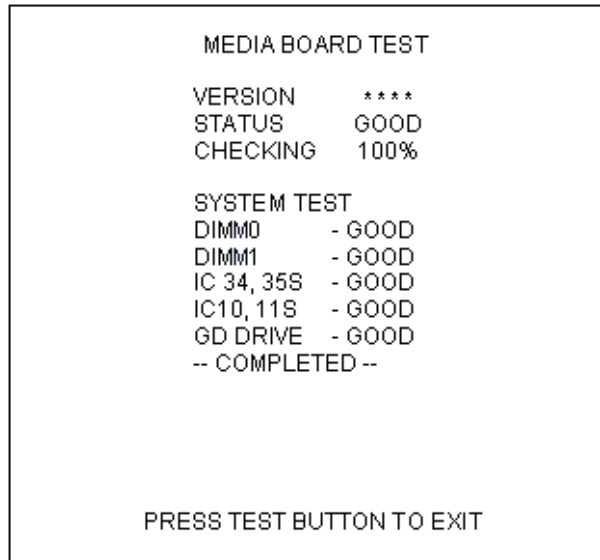 MEDIA BOARD TEST
VERSION ****
STATUS GOOD
CHECKING 100%
SYSTEM TEST
DIMM0 - GOOD
DIMM1 - GOOD
IC 34, 35S - GOOD
IC10, 11S - GOOD
GD DRIVE - GOOD
-- COMPLETED --
PRESS TEST BUTTON TO EXIT